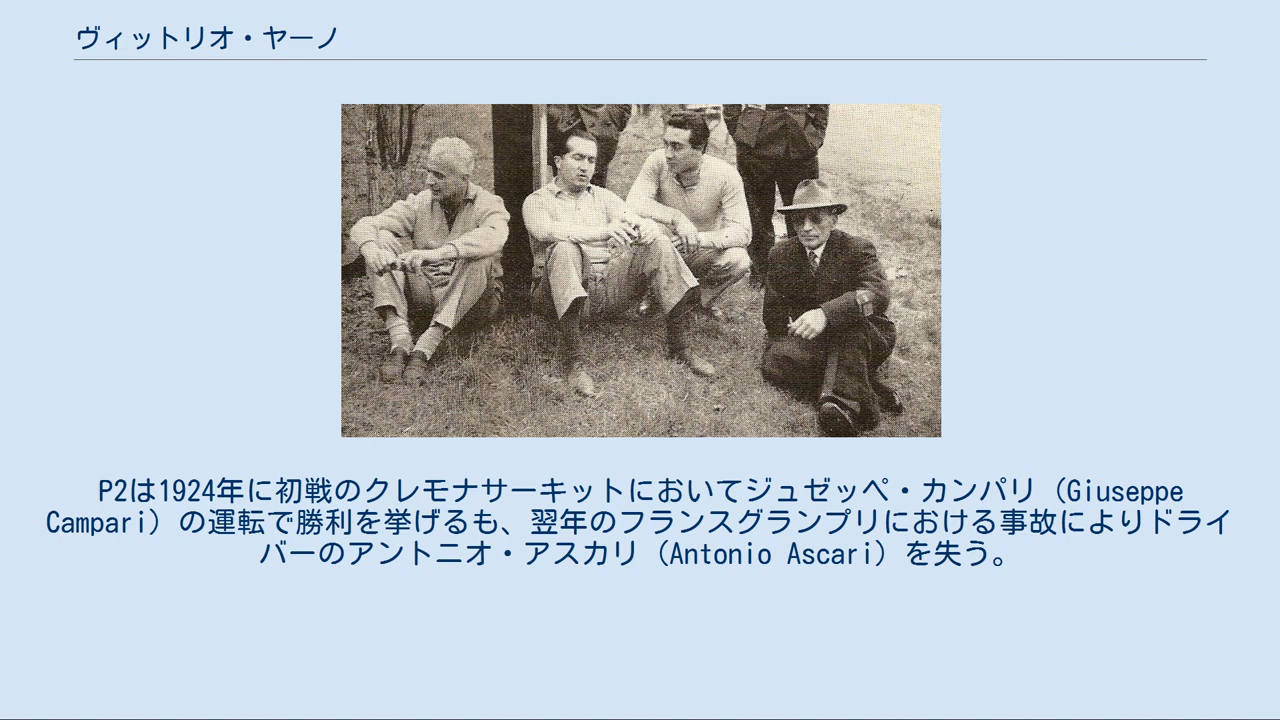 ヴィットリオ・ヤーノ
P2は1924年に初戦のクレモナサーキットにおいてジュゼッペ・カンパリ（Giuseppe
Campari）の運転で勝利を挙げるも、翌年のフランスグランプリにおける事故によりドライ
バーのアントニオ・アスカリ（Antonio Ascari）を失う。